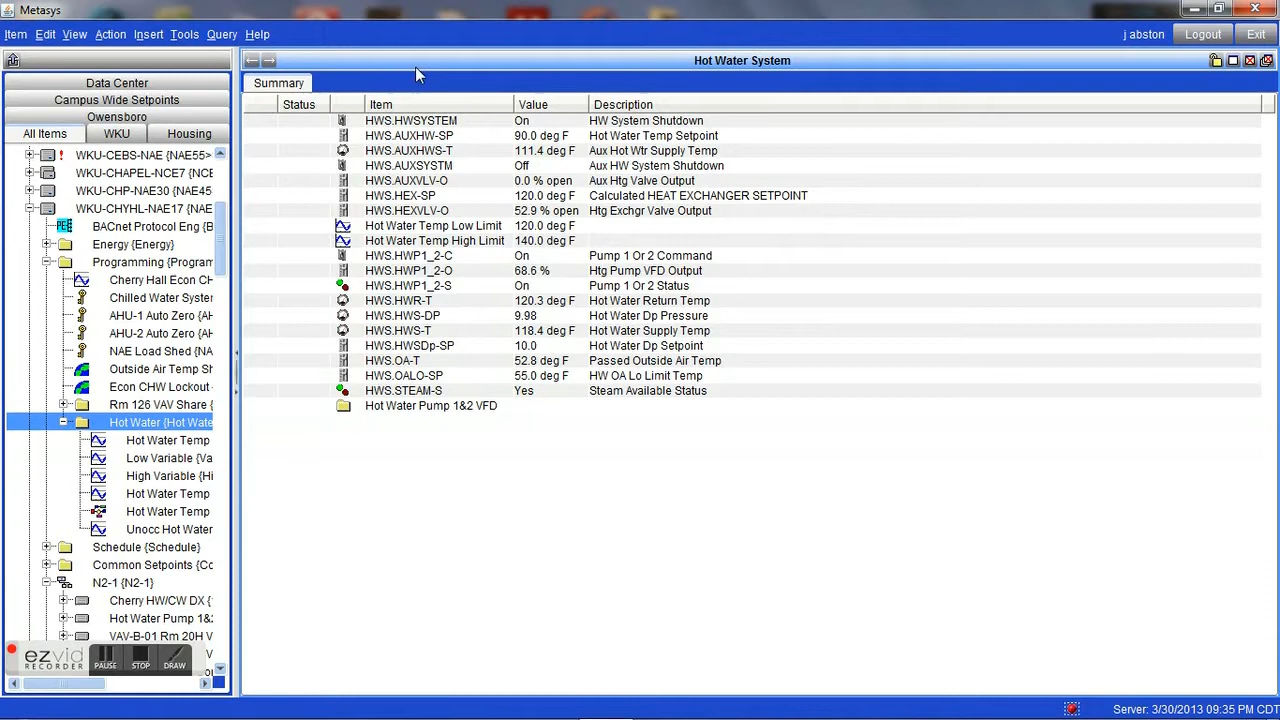 Metasys
Item Edit View Action Insert Tools Query Help
j abston Logout Exit
Data Center
Campus Wide Setpoints
Owensboro
All Items WKU Housing
WKU-CEBS-NAE {NAE55>
WKU-CHAPEL-NCE7 {NCE
WKU-CHP-NAE30 {NAE45
WKU-CHYHL-NAE17 {NAE
BACnet Protocol Eng {B
Energy {Energy}
Programming {Program
Cherry Hall Econ CH
Chilled Water System
AHU-1 Auto Zero {AH
AHU-2 Auto Zero {AH
NAE Load Shed {NA
Outside Air Temp Sh
Econ CHW Lockout
Rm 126 VAV Share {
Hot Water {Hot Wate
Hot Water Temp
Low Variable {Va
High Variable {Hi
Hot Water Temp
Hot Water Temp
Unocc Hot Water
Schedule {Schedule}
Common Setpoints {Co
N2-1 {N2-1}
Cherry HW/CW DX {
Hot Water Pump 1&2
VAV-B-01 Rm 20H V
ezvid
RECORDER
PAUSE STOP DRAW
Hot Water System
Summary
Status Item Value Description
HWS.HWSYSTEM On HW System Shutdown
HWS.AUXHW-SP 90.0 deg F Hot Water Temp Setpoint
HWS.AUXHWS-T 111.4 deg F Aux Hot Wtr Supply Temp
HWS.AUXSYSTM Off Aux HW System Shutdown
HWS.AUXVLV-O 0.0 % open Aux Htg Valve Output
HWS.HEX-SP 120.0 deg F Calculated HEAT EXCHANGER SETPOINT
HWS.HEXVLV-O 52.9 % open Htg Exchgr Valve Output
Hot Water Temp Low Limit 120.0 deg F
Hot Water Temp High Limit 140.0 deg F
HWS.HWP1_2-C On Pump 1 Or 2 Command
HWS.HWP1_2-O 68.6 % Htg Pump VFD Output
HWS.HWP1_2-S On Pump 1 Or 2 Status
HWS.HWR-T 120.3 deg F Hot Water Return Temp
HWS.HWS-DP 9.98 Hot Water Dp Pressure
HWS.HWS-T 118.4 deg F Hot Water Supply Temp
HWS.HWSDp-SP 10.0 Hot Water Dp Setpoint
HWS.OA-T 52.8 deg F Passed Outside Air Temp
HWS.OALO-SP 55.0 deg F HW OA Lo Limit Temp
HWS.STEAM-S Yes Steam Available Status
Hot Water Pump 1&2 VFD
Server: 3/30/2013 09:35 PM CDT